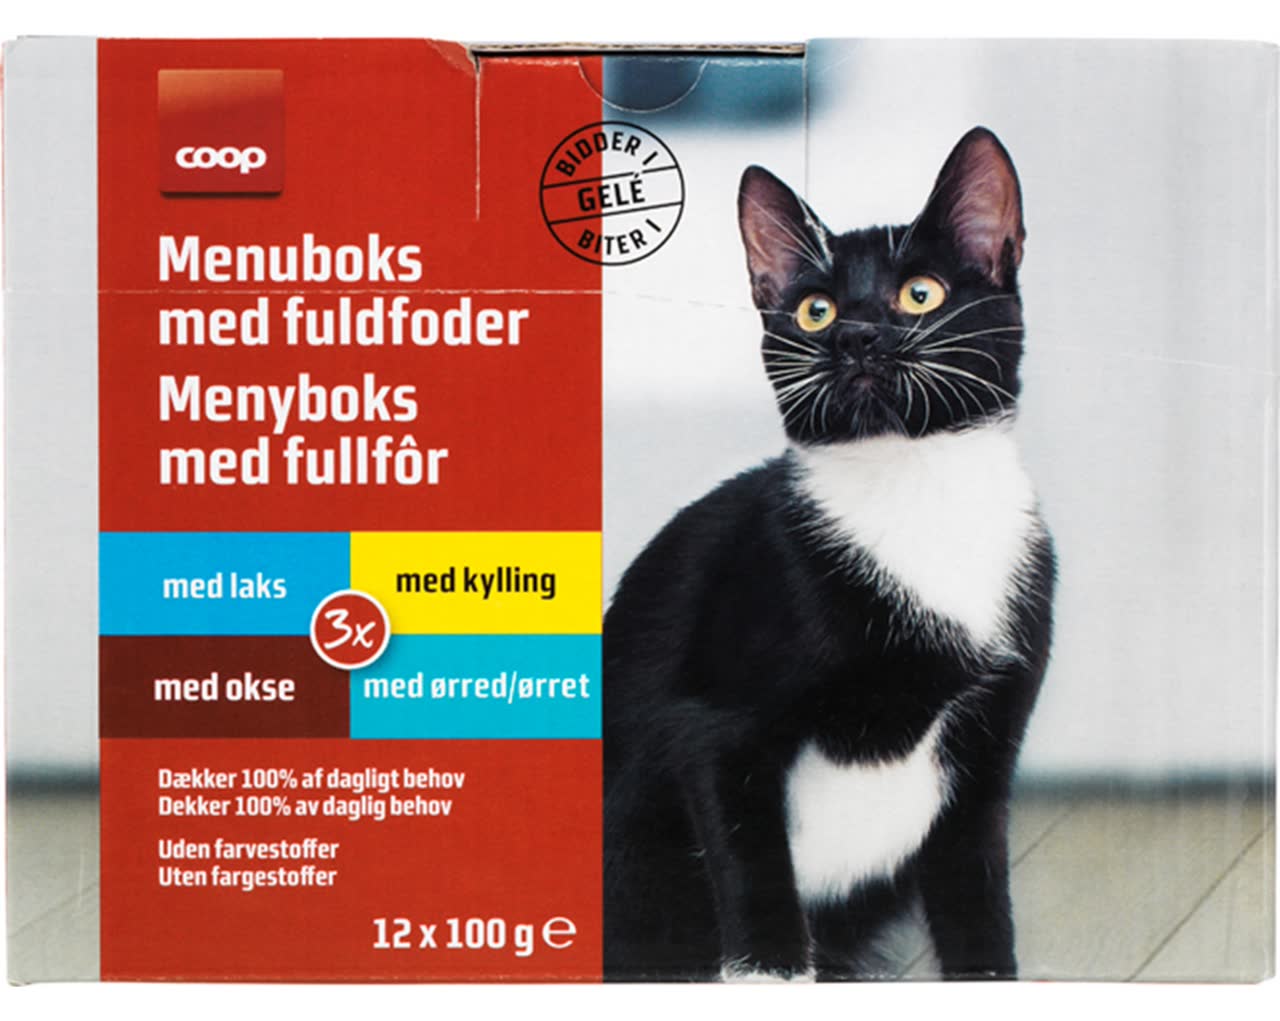 coop
BIDDER I
GELÉ
BITER I
Menuboks
med fuldfoder
Menyboks
med fullfôr
med laks
med kylling
3x
med okse
med ørred/ørret
Dækker 100% af dagligt behov
Dekker 100% av daglig behov
Uden farvestoffer
Uten fargestoffer
12 x 100 g ℮